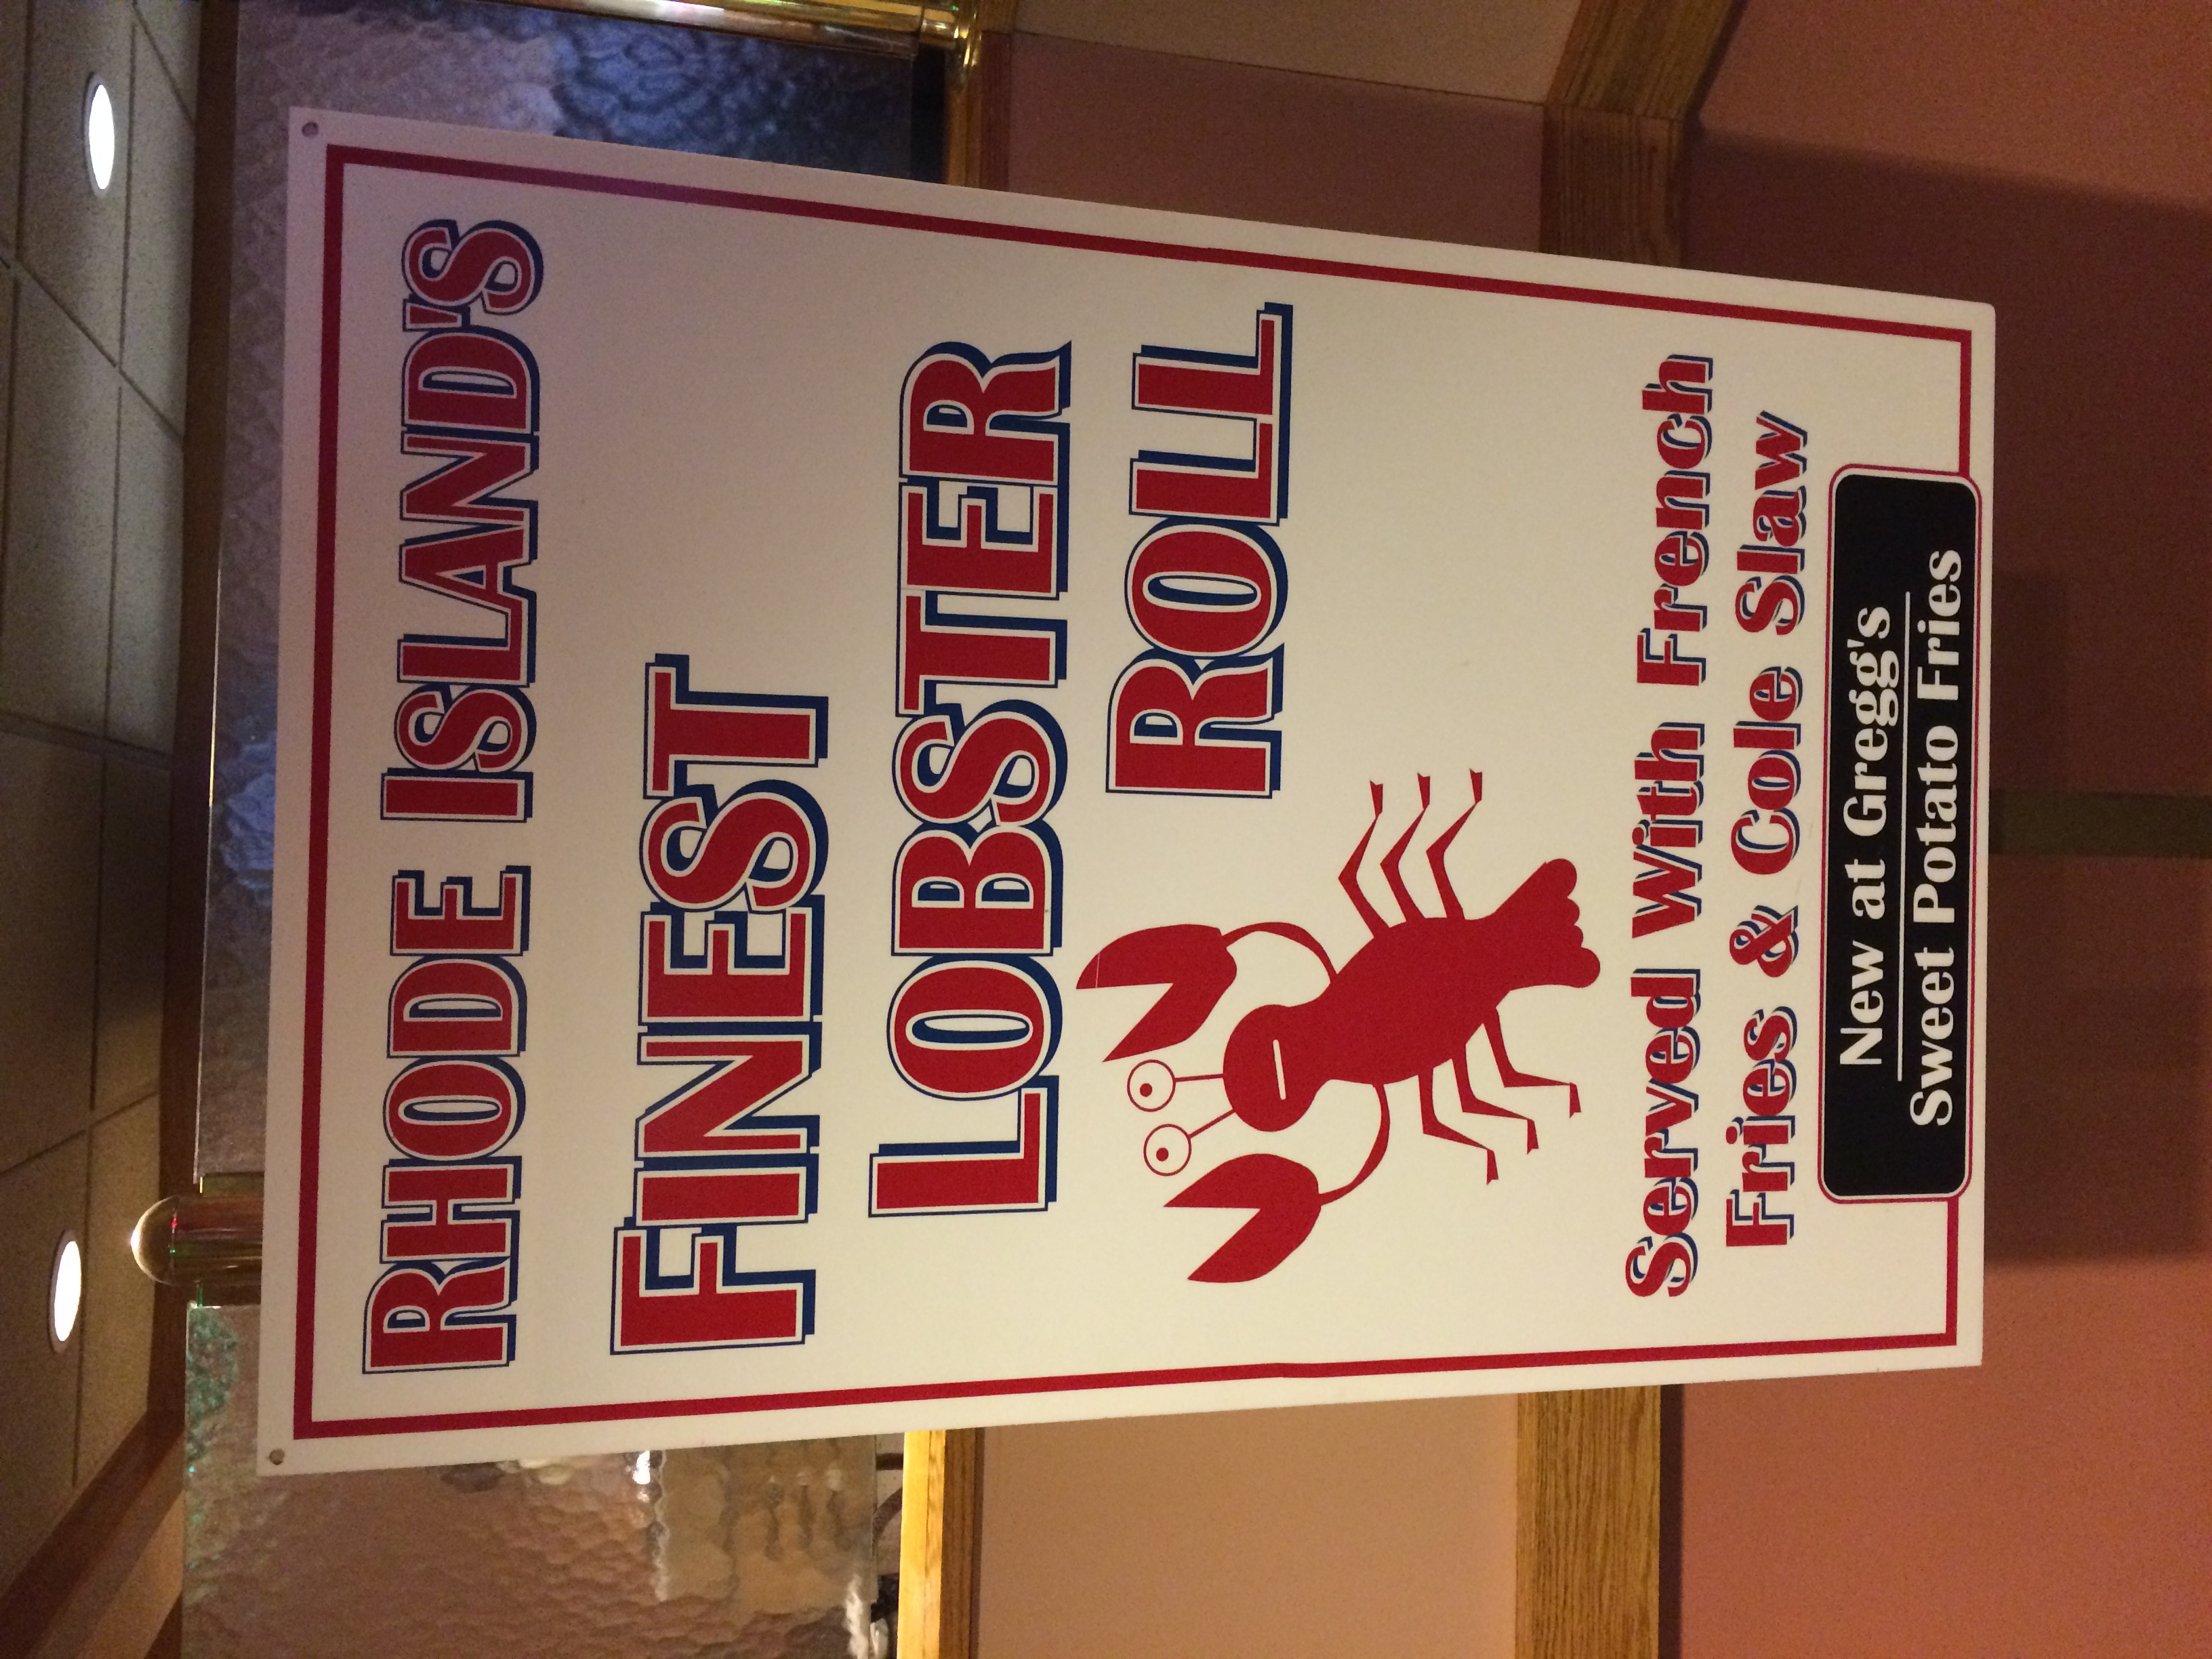 RHODE ISLAND'S
FINEST
LOBSTER
ROLL
Served With French
Fries & Cole Slaw
New at Gregg's
Sweet Potato Fries